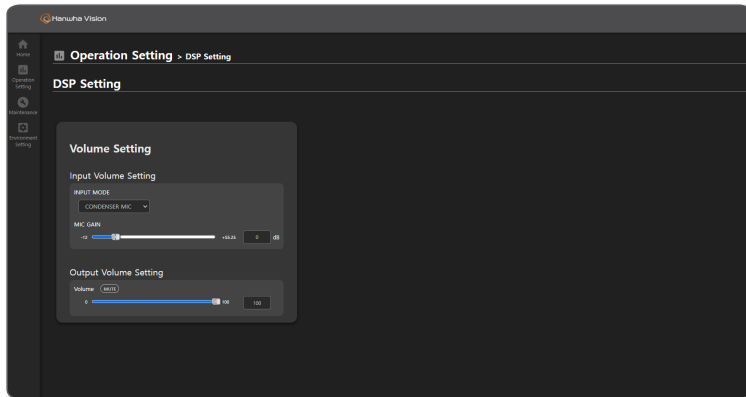 Hanwha Vision
Home
Operation
Setting
Maintenance
Environment
Setting
Operation Setting > DSP Setting
DSP Setting
Volume Setting
Input Volume Setting
INPUT MODE
CONDENSER MIC
MIC GAIN
-12 +55.25 0 dB
Output Volume Setting
Volume MUTE
0 100 100